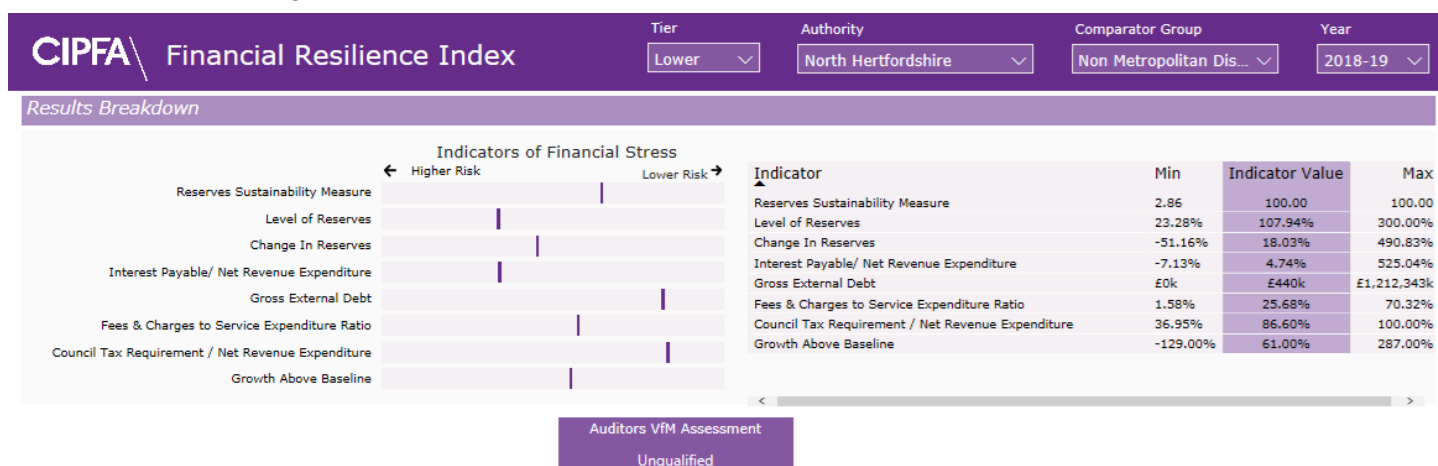 CIPFA\ Financial Resilience Index
Tier
Lower
Authority
North Hertfordshire
Comparator Group
Non Metropolitan Dis...
Year
2018-19
Results Breakdown
Indicators of Financial Stress
← Higher Risk Lower Risk →
Reserves Sustainability Measure
Level of Reserves
Change In Reserves
Interest Payable/ Net Revenue Expenditure
Gross External Debt
Fees & Charges to Service Expenditure Ratio
Council Tax Requirement / Net Revenue Expenditure
Growth Above Baseline
Indicator Min Indicator Value Max
Reserves Sustainability Measure 2.86 100.00 100.00
Level of Reserves 23.28% 107.94% 300.00%
Change In Reserves -51.16% 18.03% 490.83%
Interest Payable/ Net Revenue Expenditure -7.13% 4.74% 525.04%
Gross External Debt £0k £440k £1,212,343k
Fees & Charges to Service Expenditure Ratio 1.58% 25.68% 70.32%
Council Tax Requirement / Net Revenue Expenditure 36.95% 86.60% 100.00%
Growth Above Baseline -129.00% 61.00% 287.00%
Auditors VfM Assessment
Unqualified